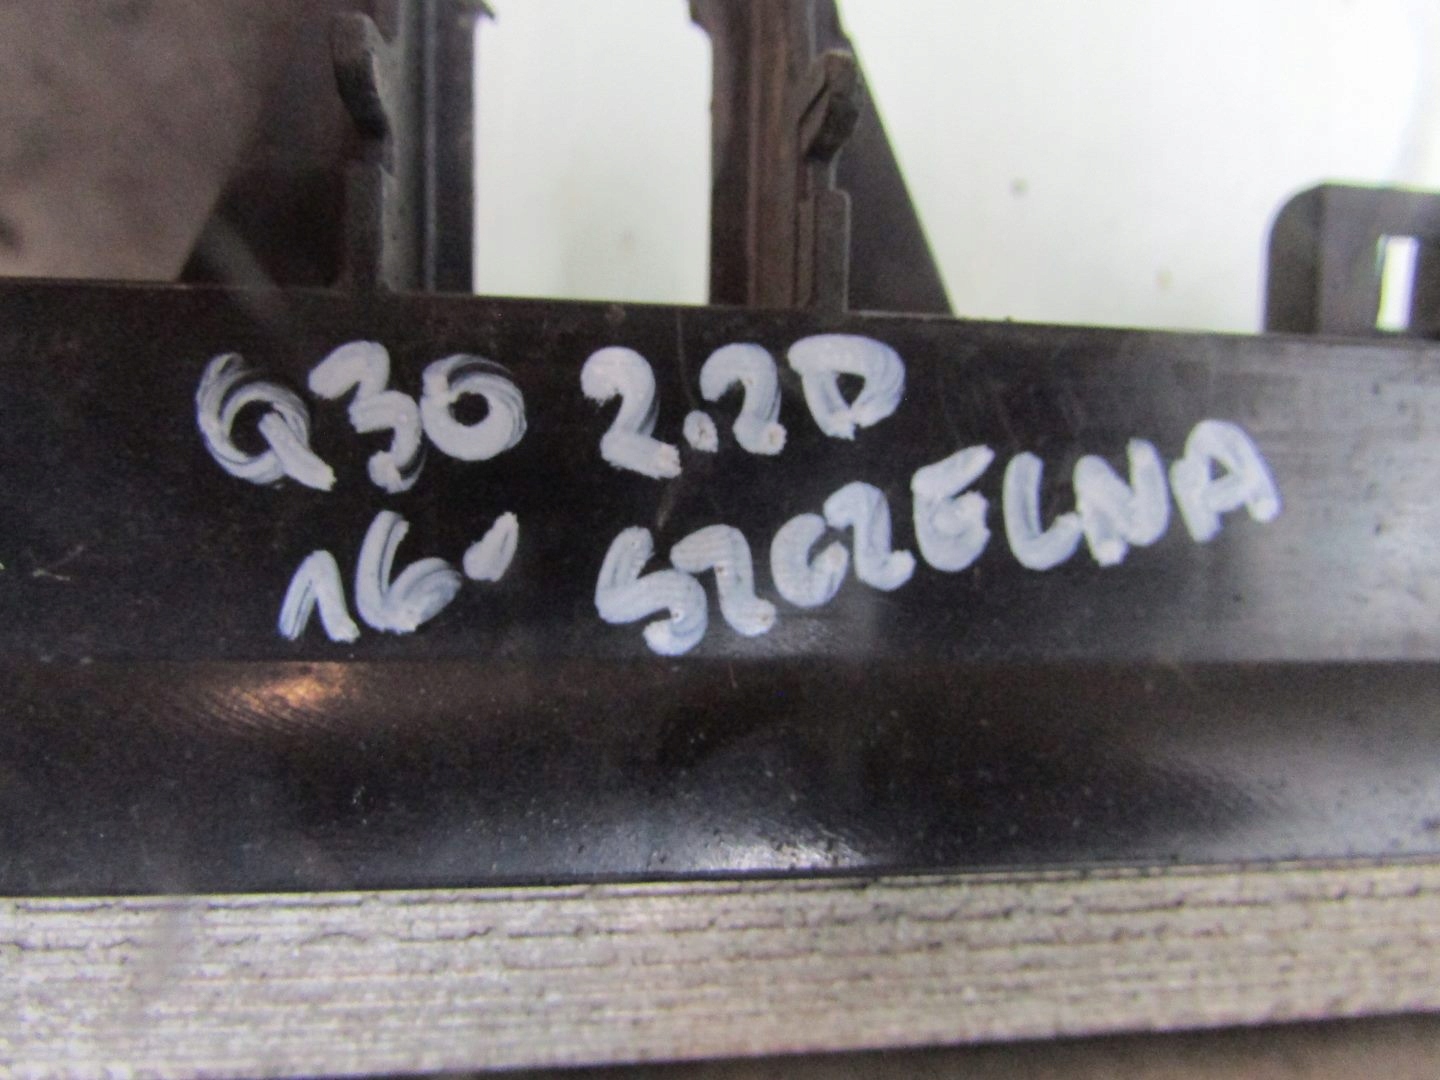 Q30 2.2D
16' SZCZELNA